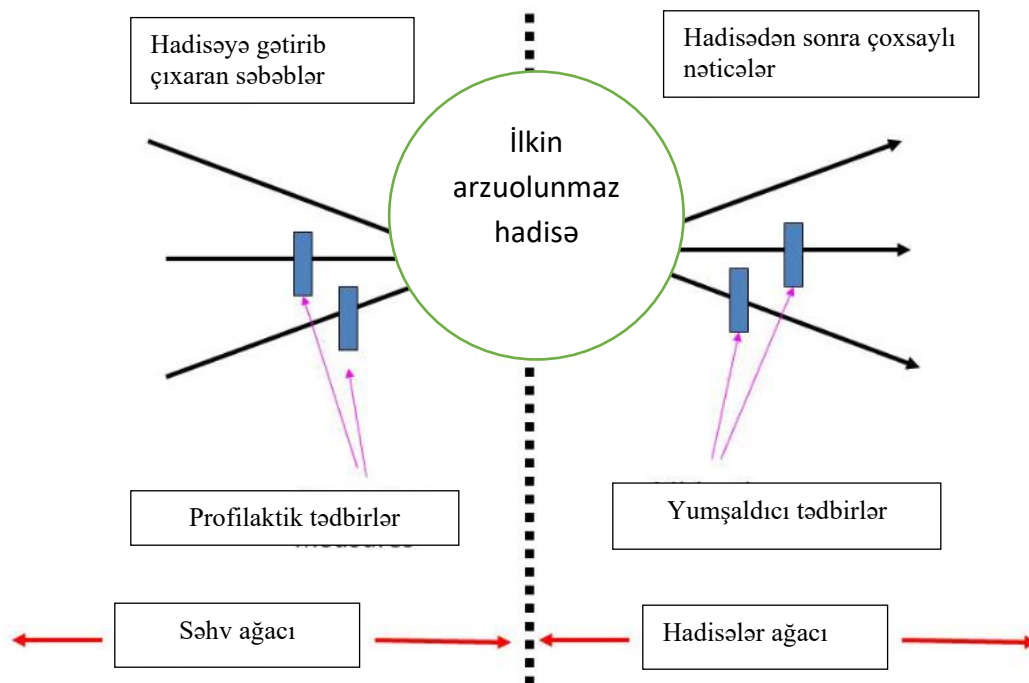 Hadisəyə gətirib
çıxaran səbəblər
Hadisədən sonra çoxsaylı
nəticələr
İlkin
arzuolunmaz
hadisə
Profilaktik tədbirlər
Yumşaldıcı tədbirlər
Səhv ağacı
Hadisələr ağacı